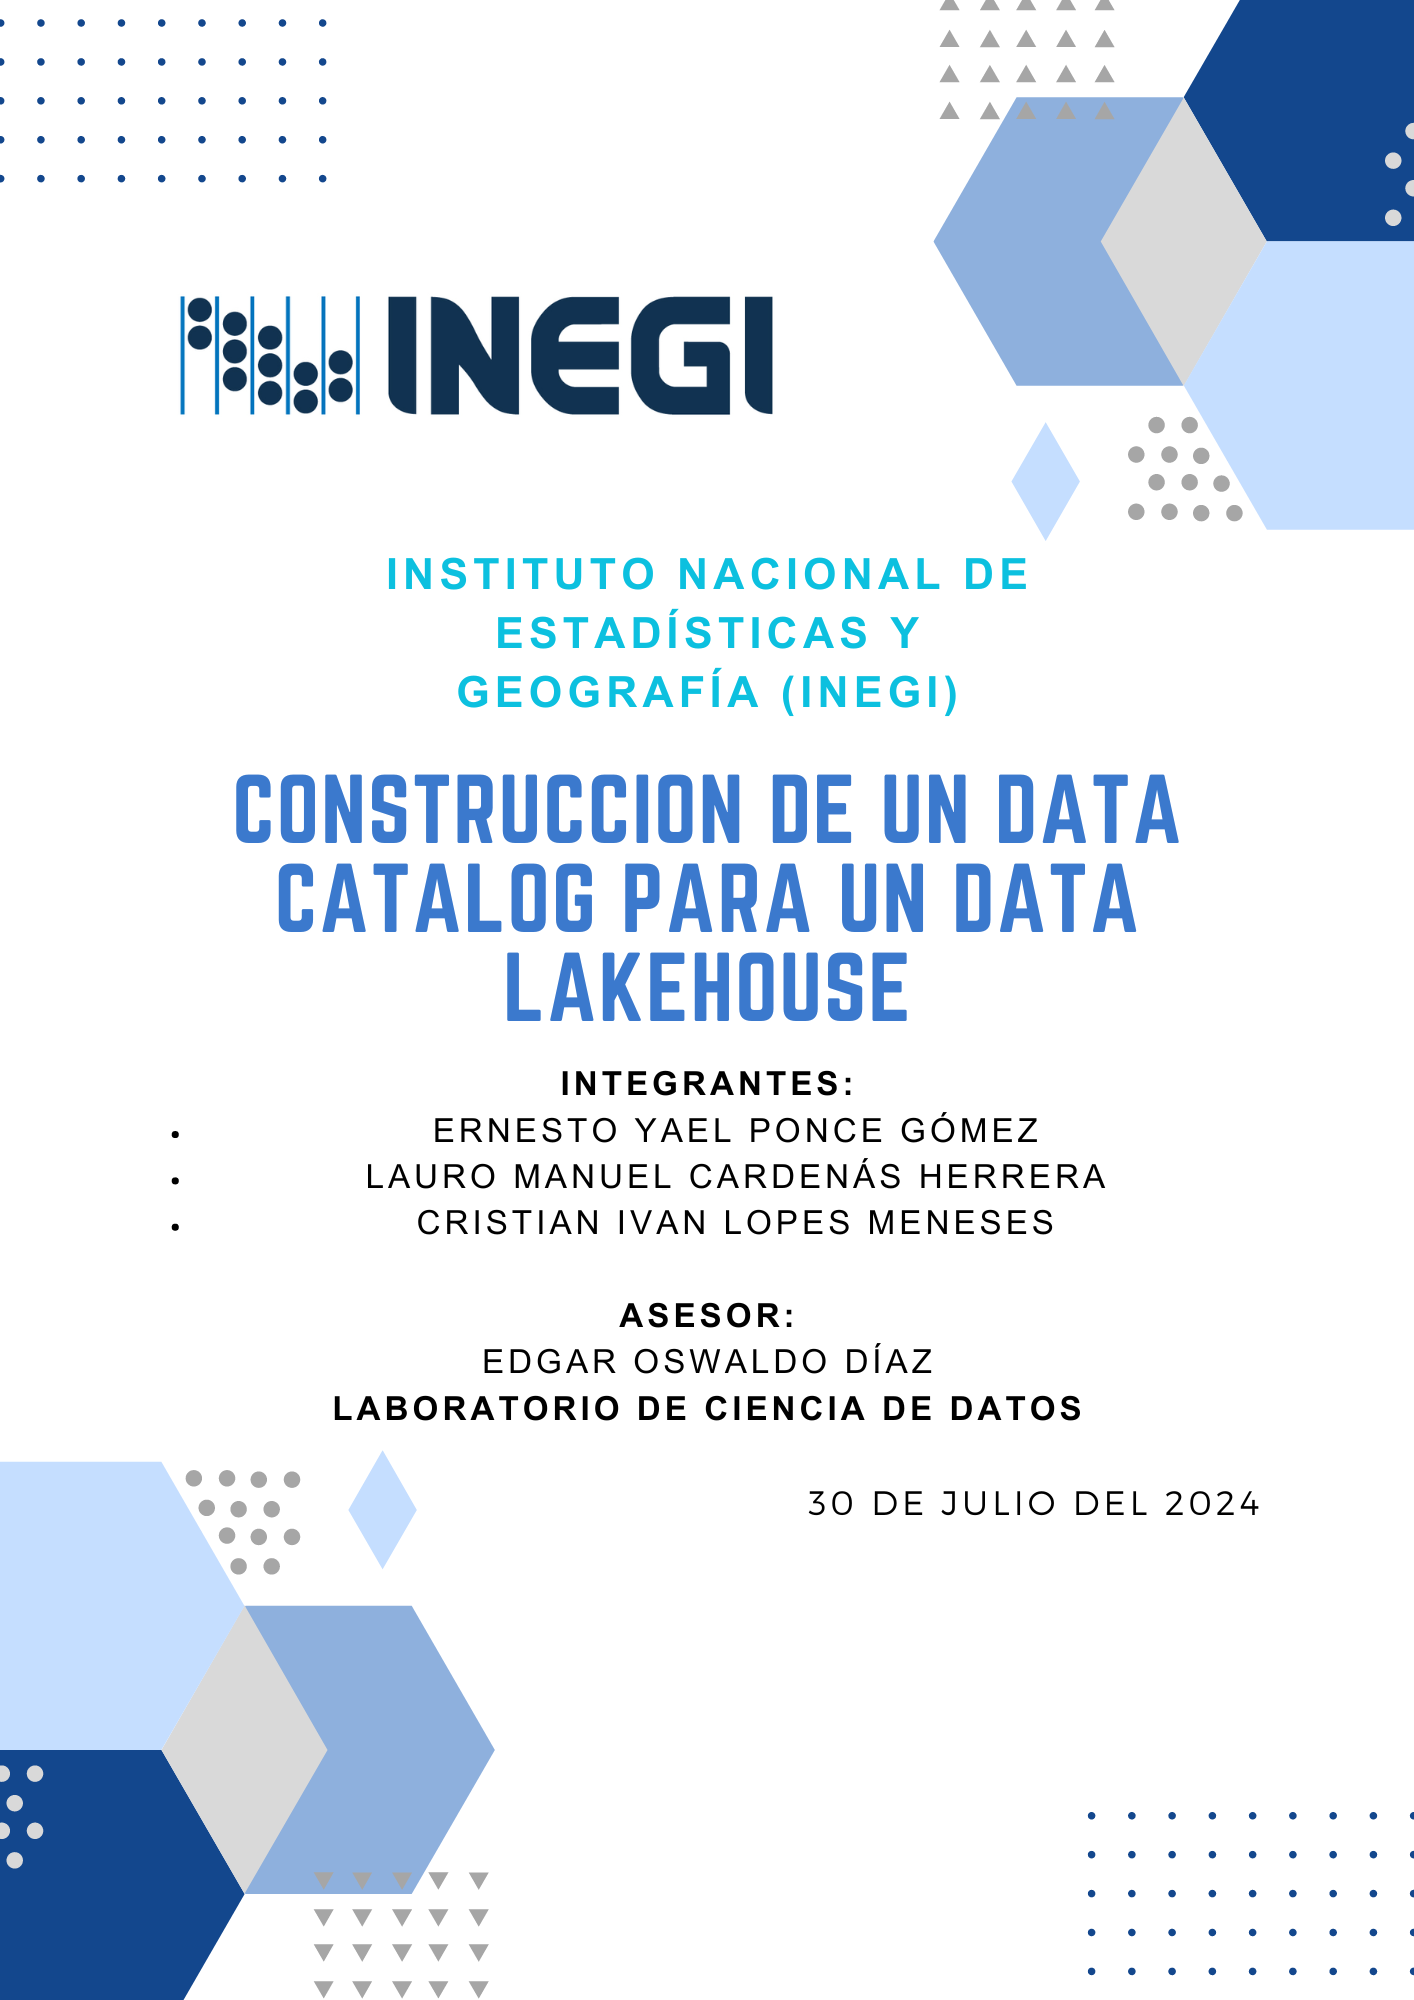 INEGI
INSTITUTO NACIONAL DE
ESTADÍSTICAS Y
GEOGRAFÍA (INEGI)
CONSTRUCCION DE UN DATA
CATALOG PARA UN DATA
LAKEHOUSE
INTEGRANTES:
• ERNESTO YAEL PONCE GÓMEZ
• LAURO MANUEL CARDENÁS HERRERA
• CRISTIAN IVAN LOPES MENESES
ASESOR:
EDGAR OSWALDO DÍAZ
LABORATORIO DE CIENCIA DE DATOS
30 DE JULIO DEL 2024